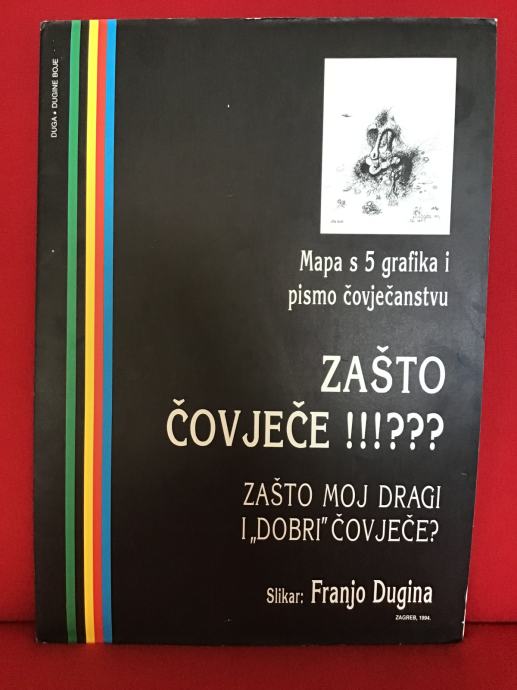 DUGA • DUGINE BOJE
Mapa s 5 grafika i
pismo čovječanstvu
ZAŠTO
ČOVJEČE !!!???
ZAŠTO MOJ DRAGI
I „DOBRI" ČOVJEČE?
Slikar: Franjo Dugina
ZAGREB, 1994.